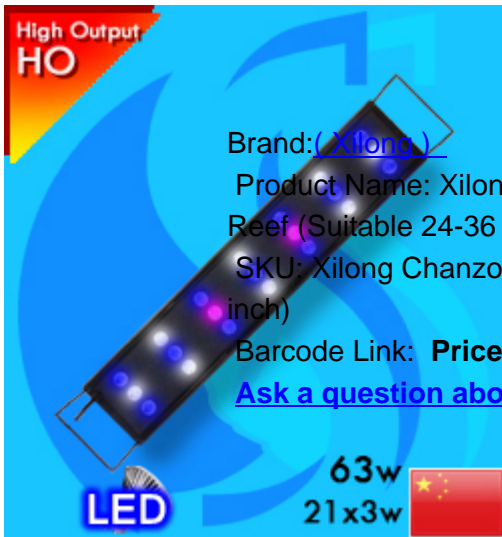 High Output
HO
Brand:( Xilong )
Product Name: Xilon
Reef (Suitable 24-36
SKU: Xilong Chanzo
inch)
Barcode Link: Price
Ask a question abo
LED
63w
21x3w